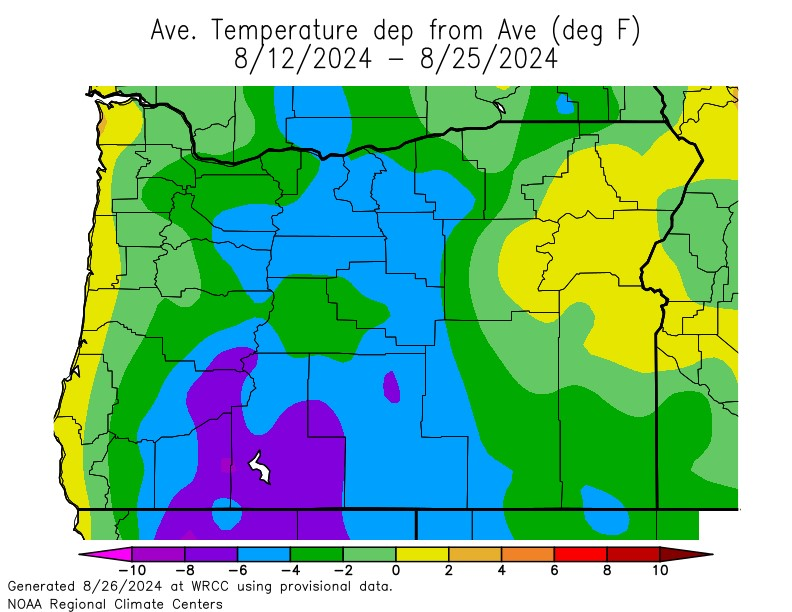 Ave. Temperature dep from Ave (deg F)
8/12/2024 – 8/25/2024
−10 −8 −6 −4 −2 0 2 4 6 8 10
Generated 8/26/2024 at WRCC using provisional data.
NOAA Regional Climate Centers